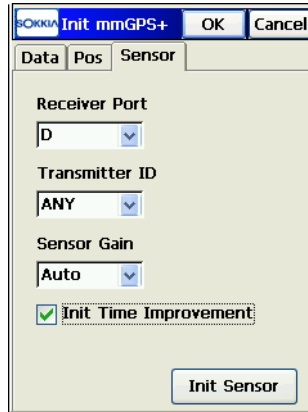 SOKKIA Init mmGPS+ OK Cancel
Data Pos Sensor
Receiver Port
D
Transmitter ID
ANY
Sensor Gain
Auto
Init Time Improvement
Init Sensor